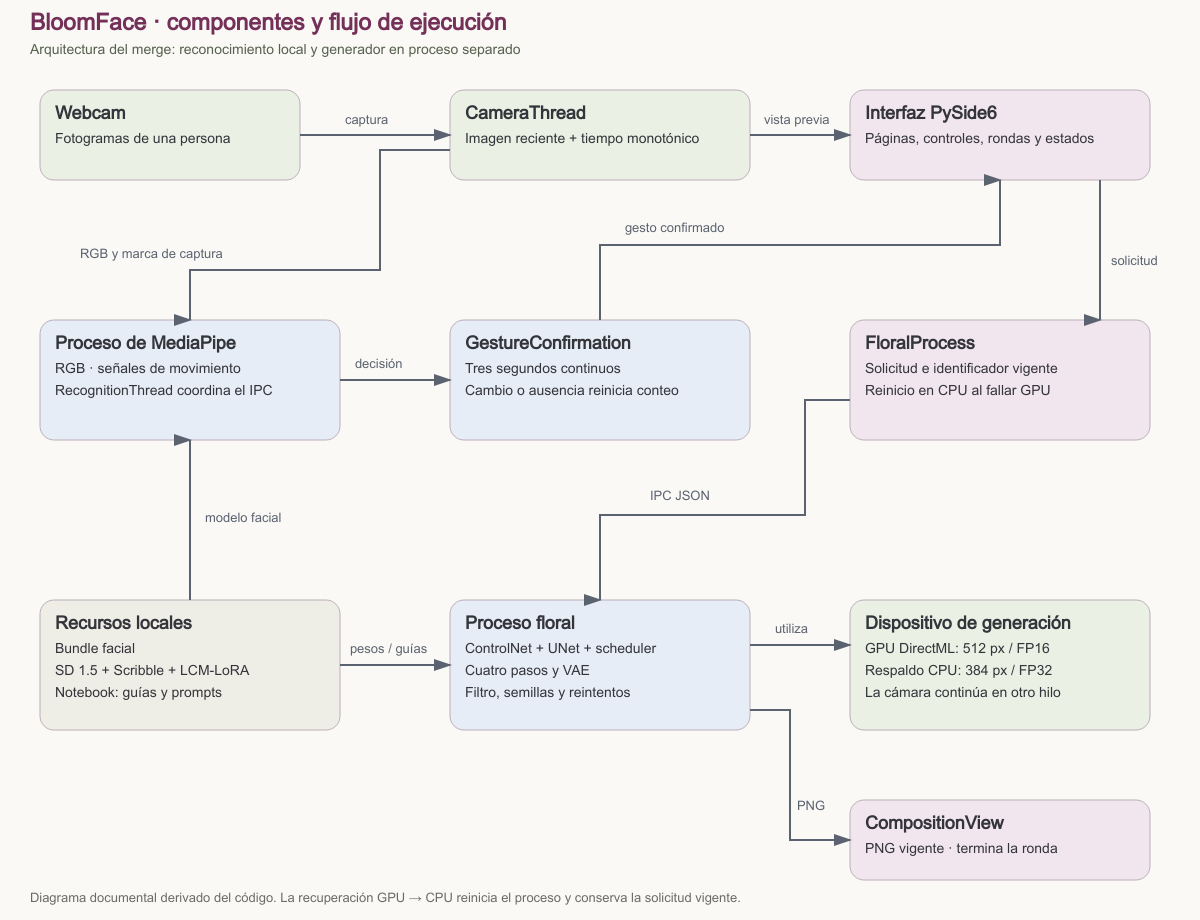 BloomFace · componentes y flujo de ejecución
Arquitectura del merge: reconocimiento local y generador en proceso separado
Webcam
Fotogramas de una persona
captura
CameraThread
Imagen reciente + tiempo monotónico
vista previa
Interfaz PySide6
Páginas, controles, rondas y estados
RGB y marca de captura
gesto confirmado
solicitud
Proceso de MediaPipe
RGB · señales de movimiento
RecognitionThread coordina el IPC
decisión
GestureConfirmation
Tres segundos continuos
Cambio o ausencia reinicia conteo
FloralProcess
Solicitud e identificador vigente
Reinicio en CPU al fallar GPU
modelo facial
IPC JSON
Recursos locales
Bundle facial
SD 1.5 + Scribble + LCM-LoRA
Notebook: guías y prompts
pesos / guías
Proceso floral
ControlNet + UNet + scheduler
Cuatro pasos y VAE
Filtro, semillas y reintentos
utiliza
Dispositivo de generación
GPU DirectML: 512 px / FP16
Respaldo CPU: 384 px / FP32
La cámara continúa en otro hilo
PNG
CompositionView
PNG vigente · termina la ronda
Diagrama documental derivado del código. La recuperación GPU → CPU reinicia el proceso y conserva la solicitud vigente.